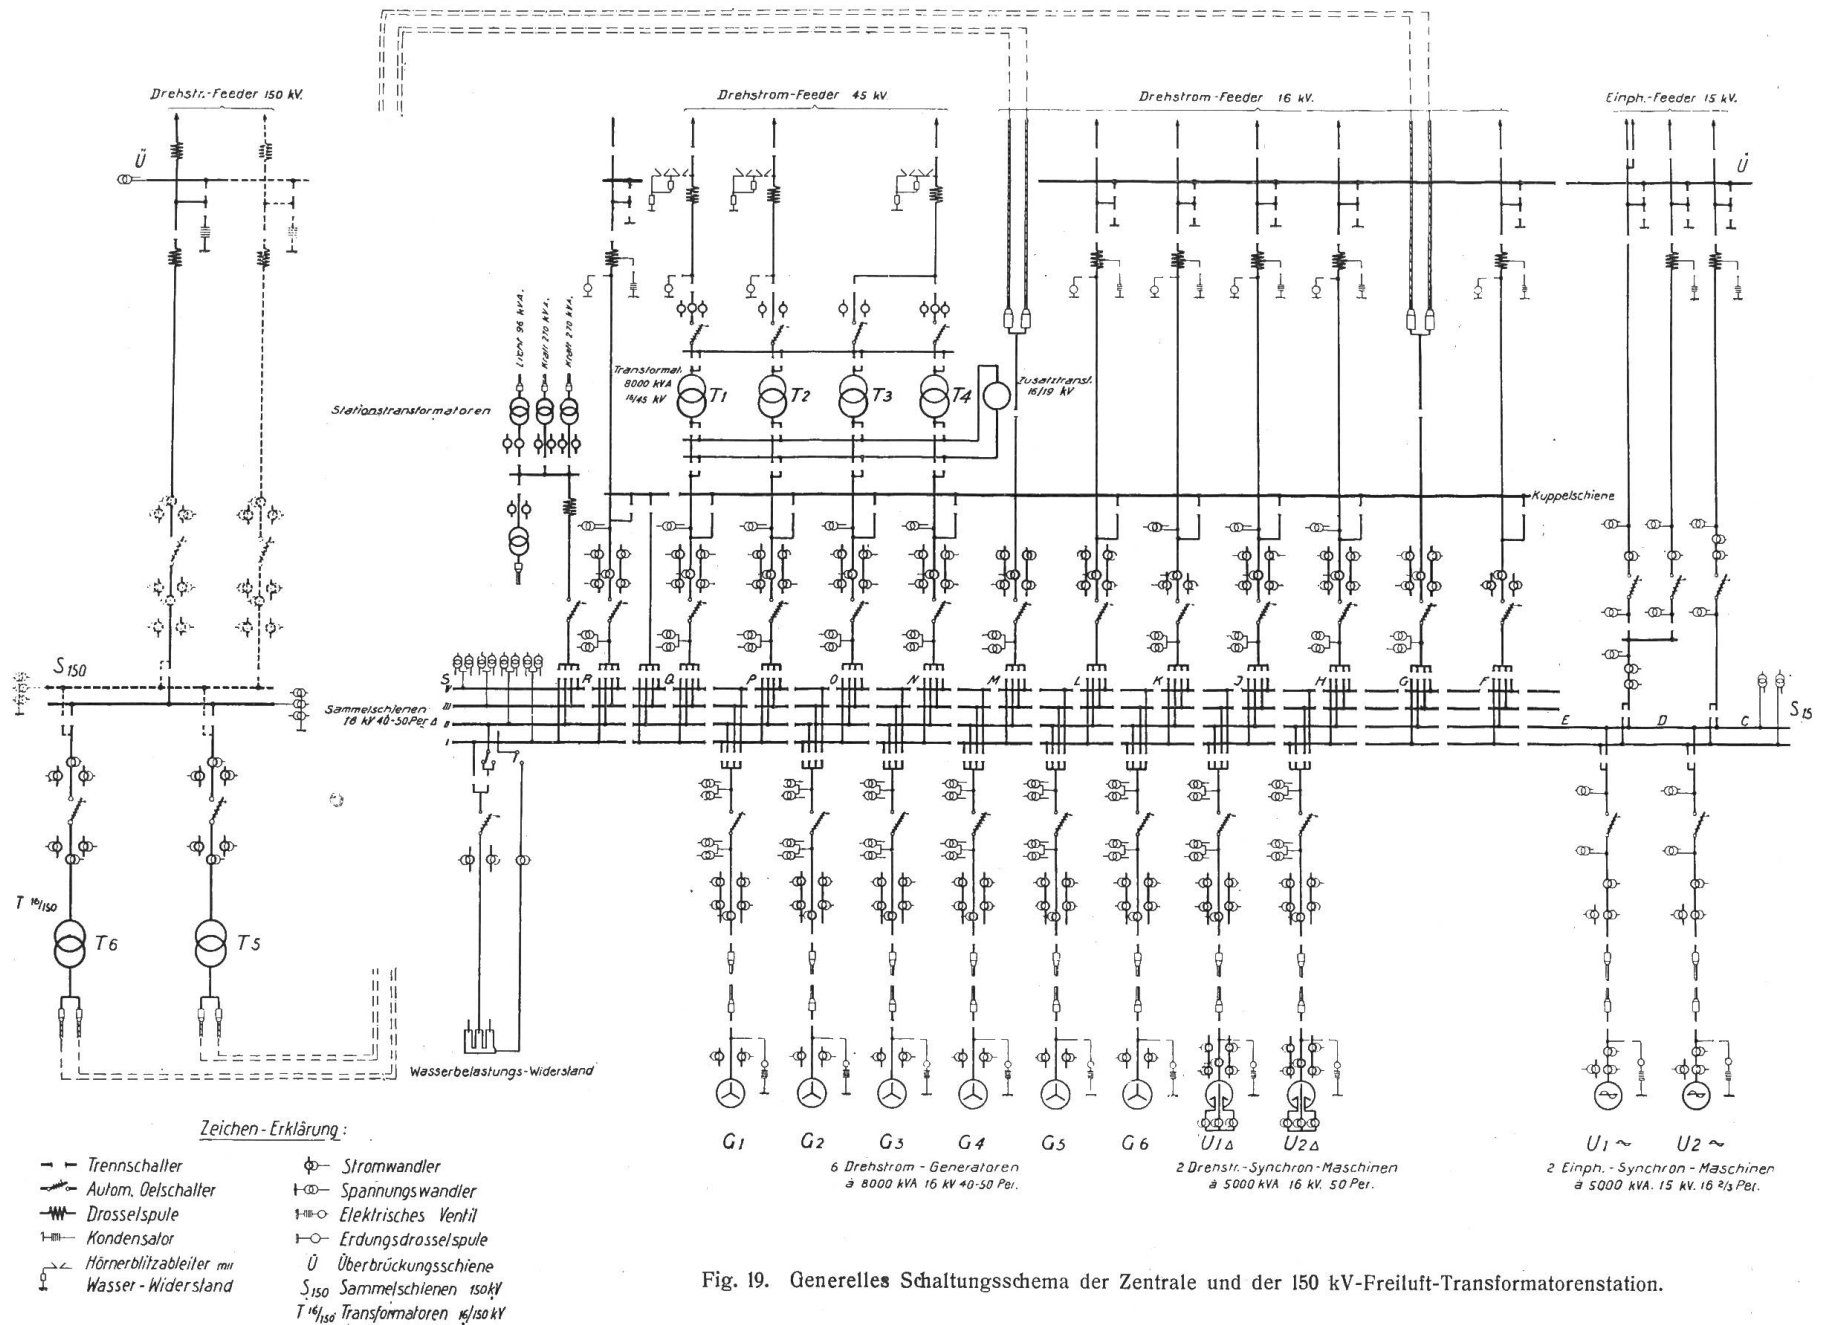 Drehstr.-Feeder 150 kV.
Drehstrom-Feeder 45 kV
Drehstrom-Feeder 16 kV.
Einph.-Feeder 15 kV.
Ü
Ü
Licht 96 kVA.
Kraft 270 kVA.
Kraft 270 kVA.
Stationstransformatoren
Transformat.
8000 kVA
16/45 kV
T1
T2
T3
T4
Zusatztransf.
16/19 kV
Kuppelschiene
S150
Sammelschienen
16 kV 40-50 Per Δ
S R Q P O N M L K J H G F E D C
V
III
II
I
S15
T 16/150
T6
T5
Wasserbelastungs-Widerstand
G1 G2 G3 G4 G5 G6 U1Δ U2Δ U1 ~ U2 ~
6 Drehstrom - Generatoren
à 8000 kVA 16 kV 40-50 Per.
2 Drehstr.-Synchron-Maschinen
à 5000 kVA 16 kV. 50 Per.
2 Einph.-Synchron-Maschinen
à 5000 kVA. 15 kV. 16 2/3 Per.
Zeichen-Erklärung:
Trennschalter
Autom. Oelschalter
Drosselspule
Kondensator
Hörnerblitzableiter mit
Wasser-Widerstand
Stromwandler
Spannungswandler
Elektrisches Ventil
Erdungsdrosselspule
Ü Überbrückungsschiene
S150 Sammelschienen 150 kV
T 16/150 Transformatoren 16/150 kV
Fig. 19. Generelles Schaltungsschema der Zentrale und der 150 kV-Freiluft-Transformatorenstation.